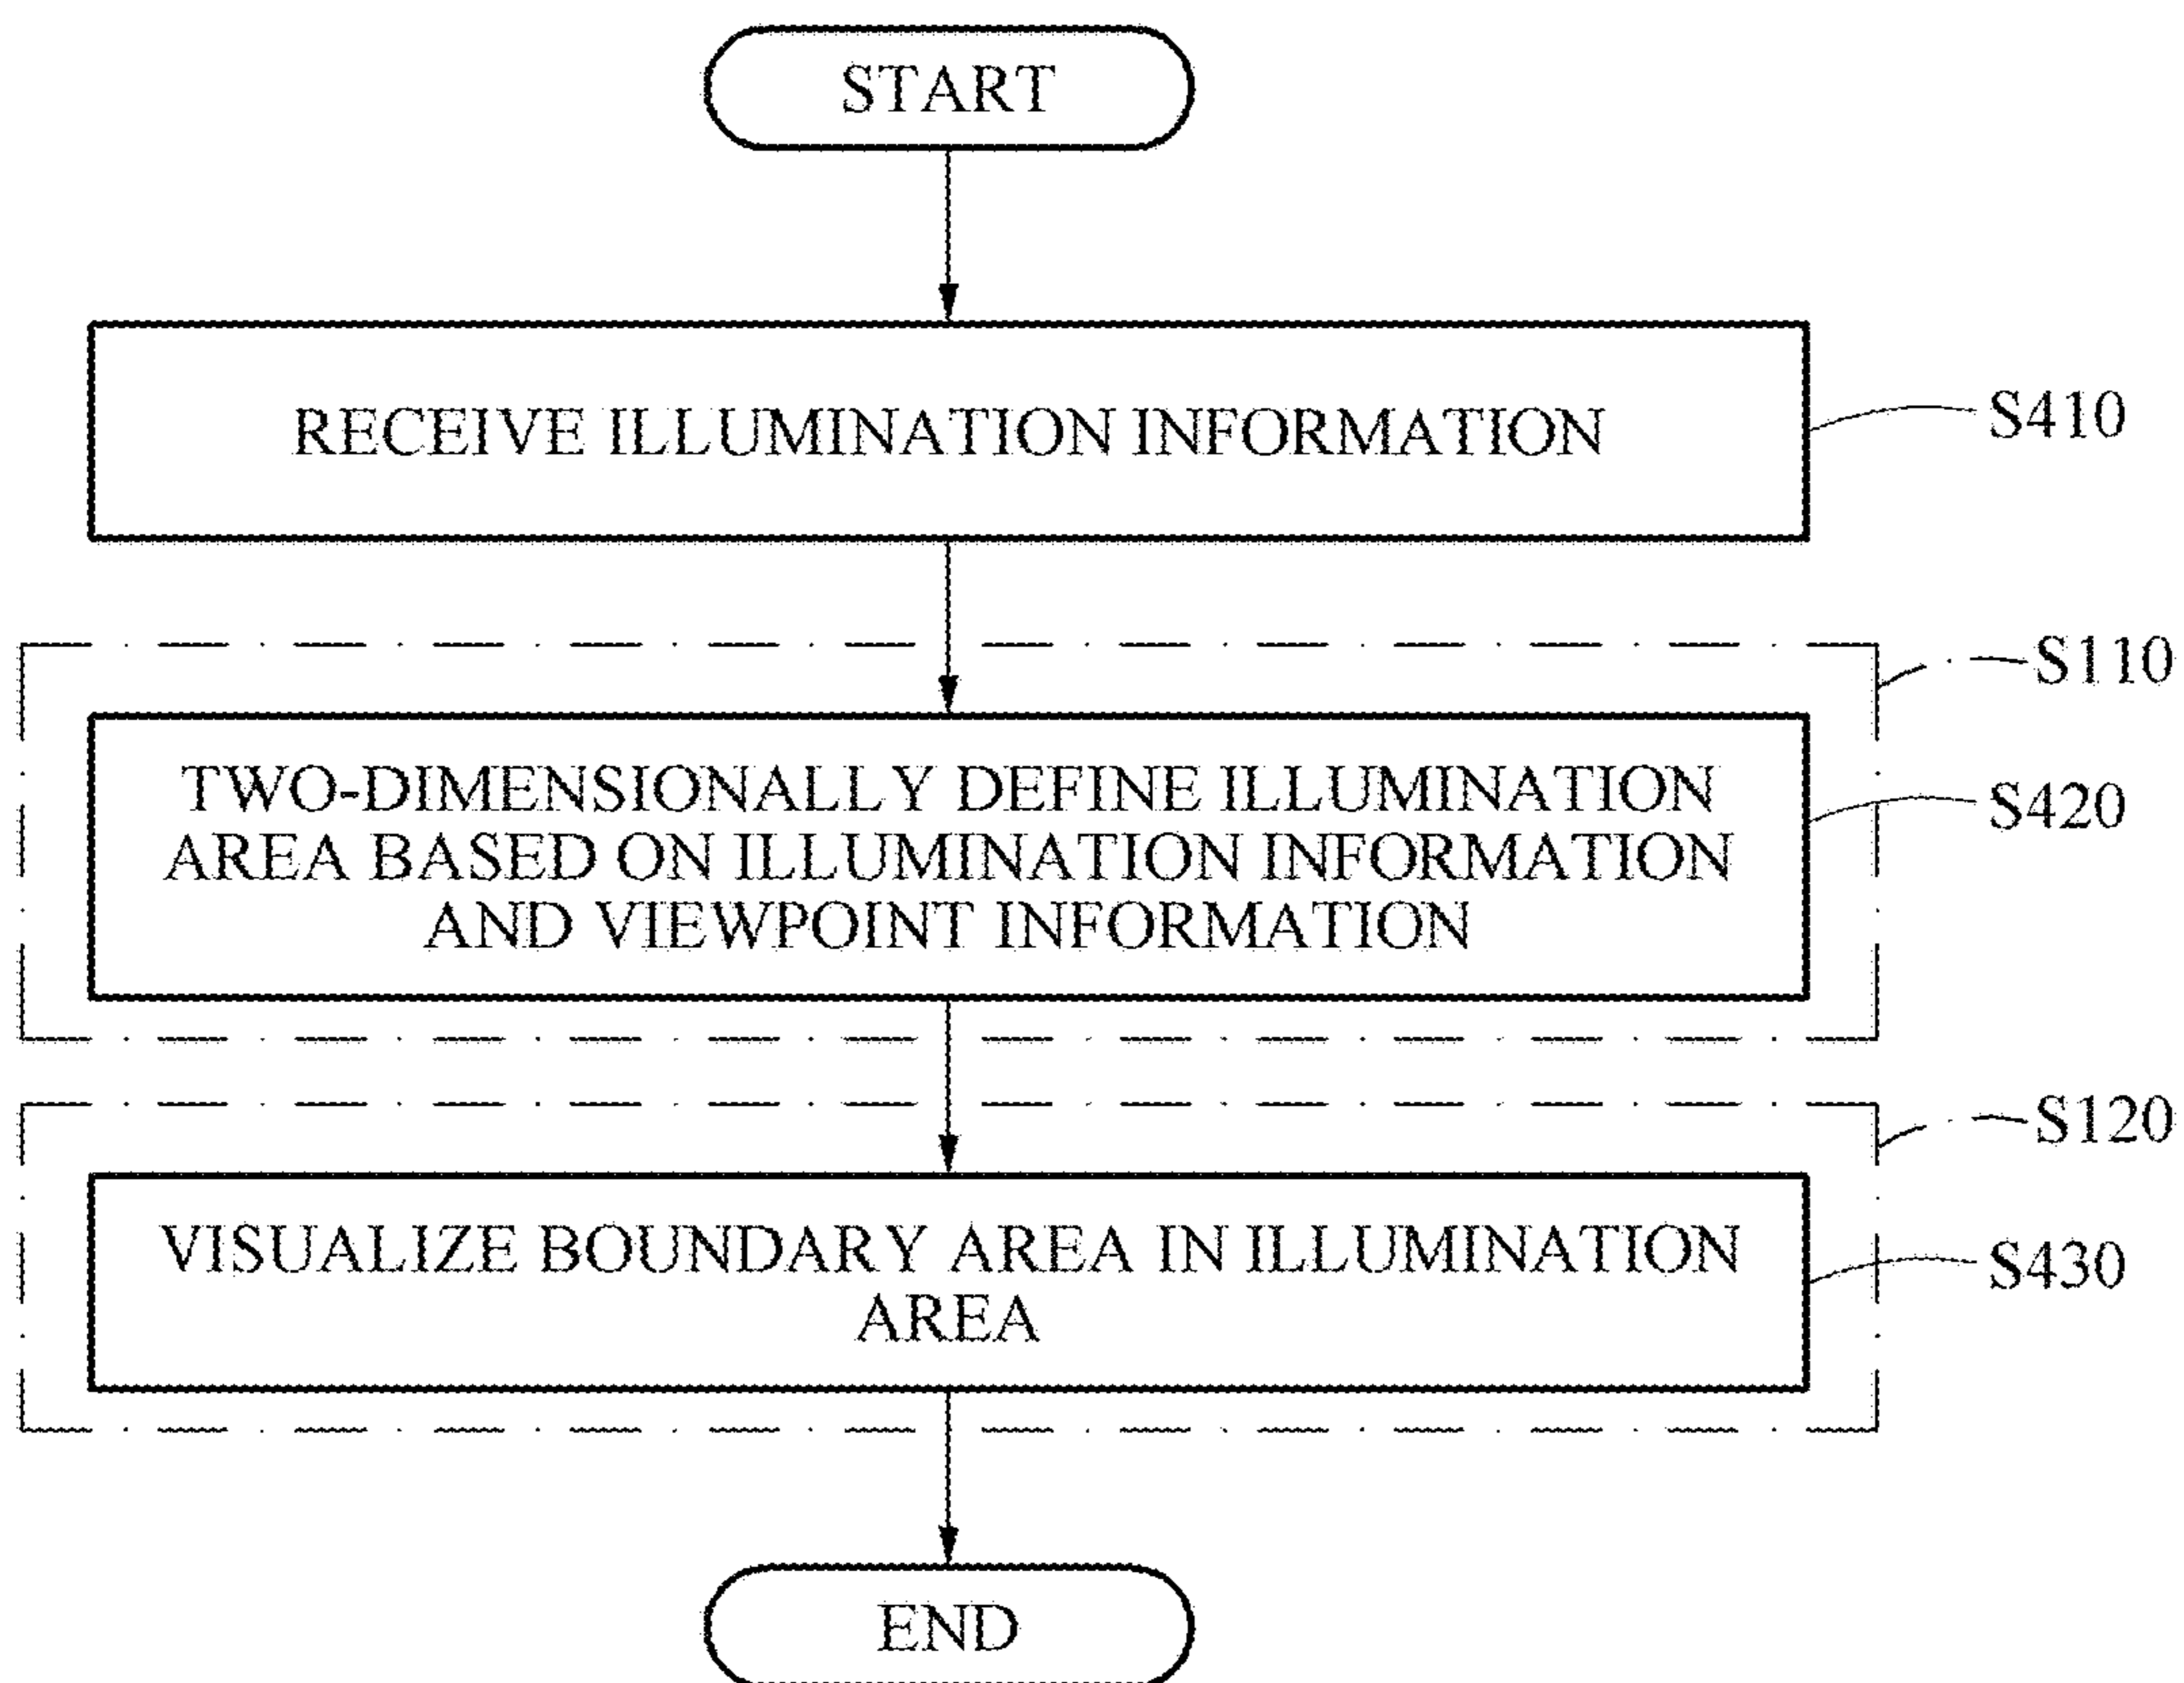 START
RECEIVE ILLUMINATION INFORMATION
S410
S110
TWO-DIMENSIONALLY DEFINE ILLUMINATION
AREA BASED ON ILLUMINATION INFORMATION
AND VIEWPOINT INFORMATION
S420
S120
VISUALIZE BOUNDARY AREA IN ILLUMINATION
AREA
S430
END